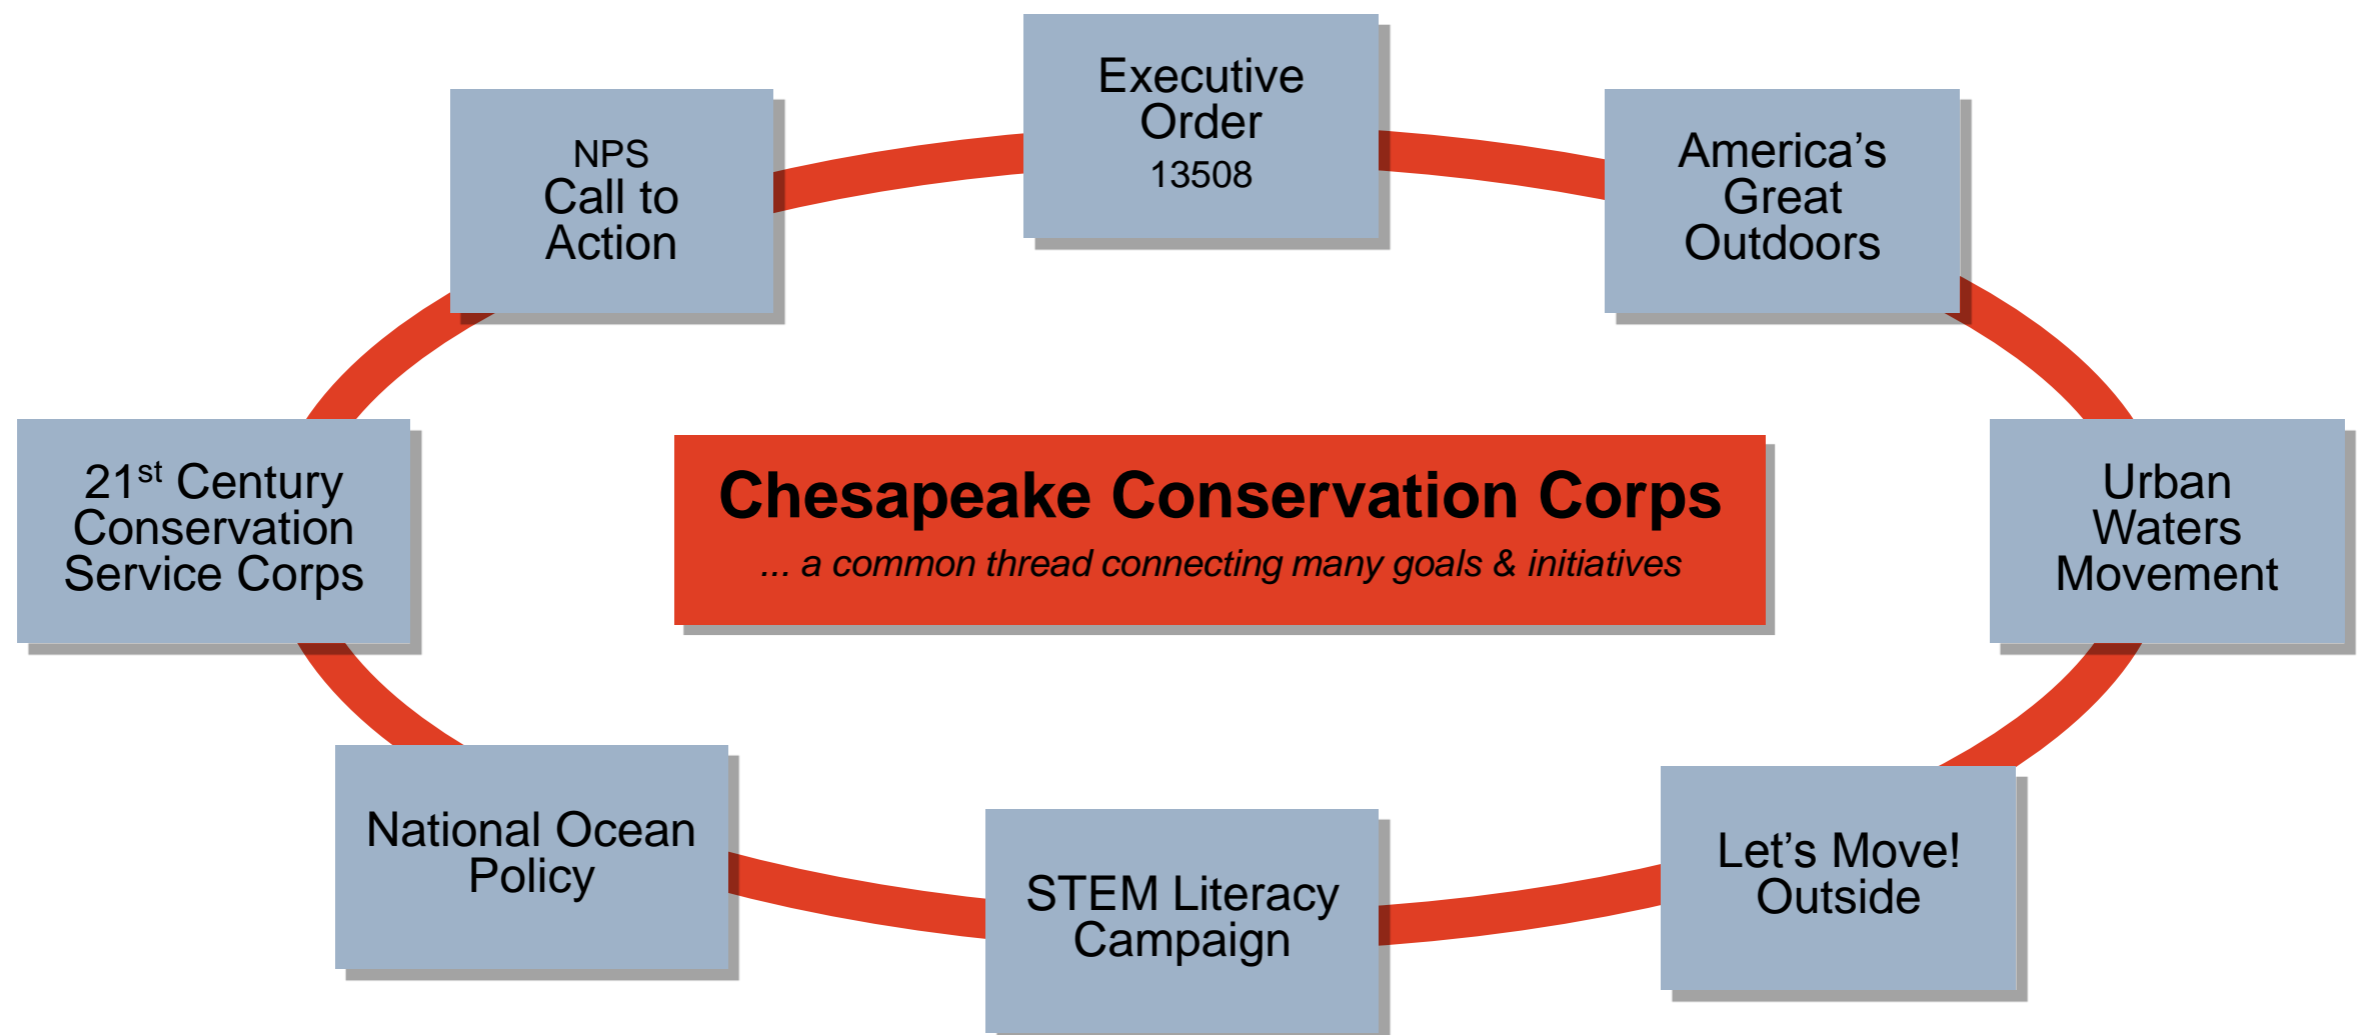 Executive
Order
13508
NPS
Call to
Action
America’s
Great
Outdoors
21st Century
Conservation
Service Corps
Chesapeake Conservation Corps
... a common thread connecting many goals & initiatives
Urban
Waters
Movement
National Ocean
Policy
STEM Literacy
Campaign
Let’s Move!
Outside